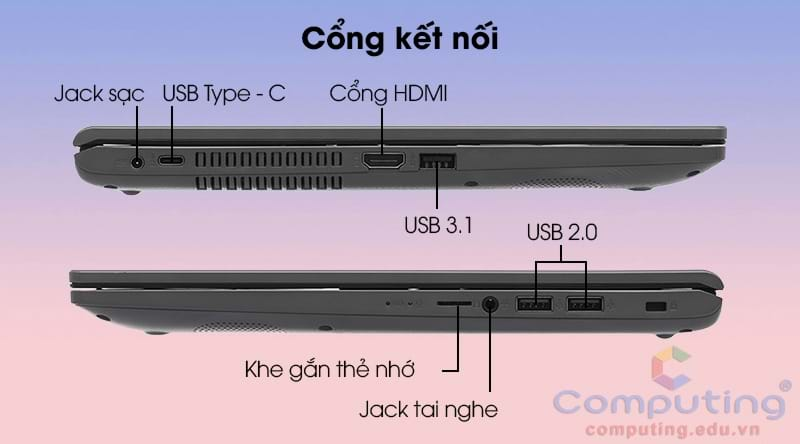 Cổng kết nối
Jack sạc
USB Type - C
Cổng HDMI
USB 3.1
USB 2.0
Khe gắn thẻ nhớ
Jack tai nghe
Computing®
computing.edu.vn